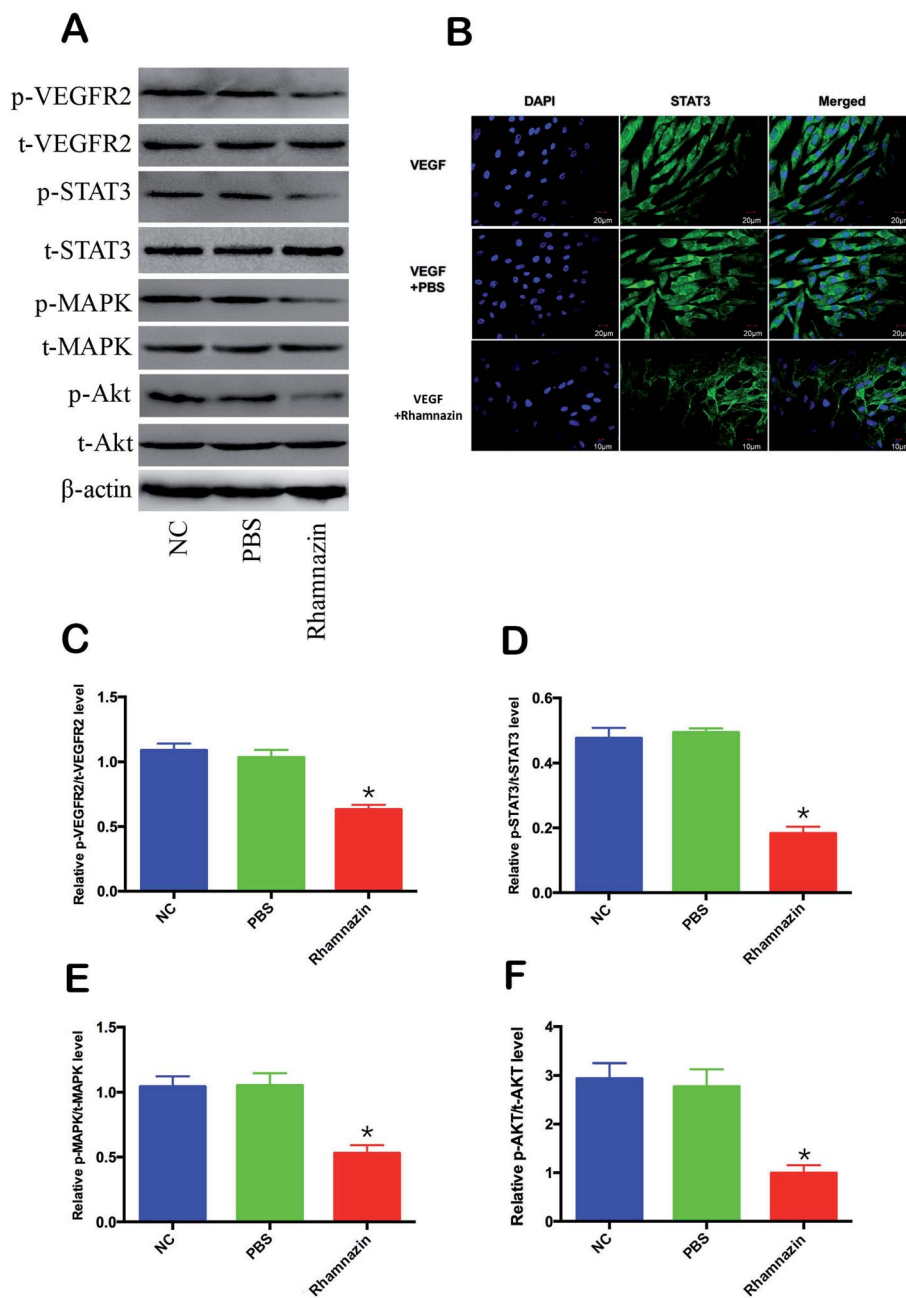 A
p-VEGFR2
t-VEGFR2
p-STAT3
t-STAT3
p-MAPK
t-MAPK
p-Akt
t-Akt
β-actin
NC
PBS
Rhamnazin
B
DAPI
STAT3
Merged
VEGF
20μm
20μm
VEGF
+PBS
20μm
20μm
VEGF
+Rhamnazin
10μm
10μm
C
Relative p-VEGFR2/t-VEGFR2 level
1.5
1.0
0.5
0.0
NC
PBS
Rhamnazin
*
D
Relative p-STAT3/t-STAT3 level
0.6
0.4
0.2
0.0
NC
PBS
Rhamnazin
*
E
Relative p-MAPK/t-MAPK level
1.5
1.0
0.5
0.0
NC
PBS
Rhamnazin
*
F
Relative p-AKT/t-AKT level
4
3
2
1
0
NC
PBS
Rhamnazin
*